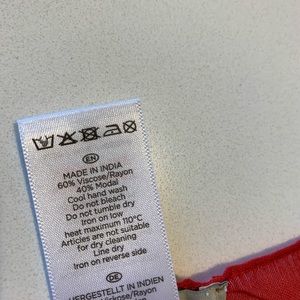 EN
MADE IN INDIA
60% Viscose/Rayon
40% Modal
Cool hand wash
Do not bleach
Do not tumble dry
Iron on low
heat maximum 110°C
Articles are not suitable
for dry cleaning
Line dry
Iron on reverse side
DE
HERGESTELLT IN INDIEN